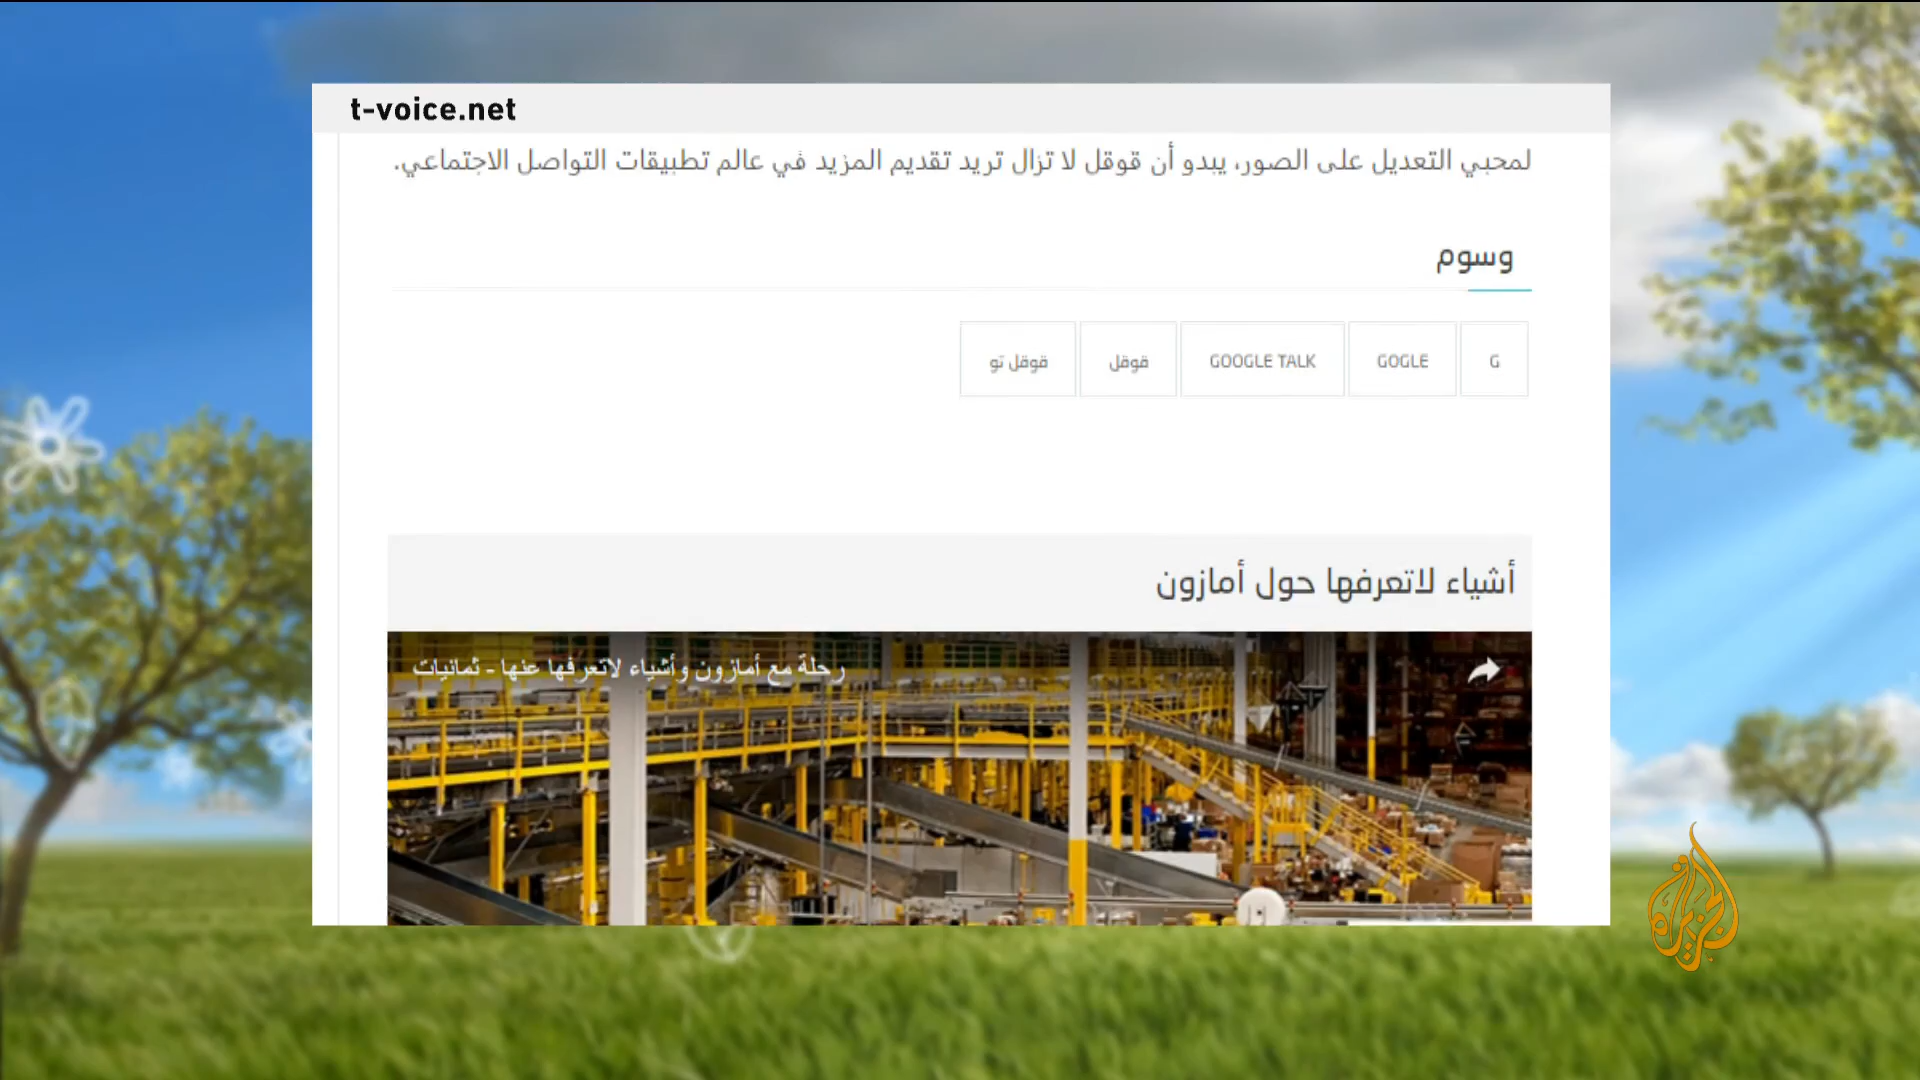 t-voice.net
لمحبي التعديل على الصور، يبدو أن قوقل لا تزال تريد تقديم المزيد في عالم تطبيقات التواصل الاجتماعي.
وسوم
G
GOGLE
GOOGLE TALK
قوقل
قوقل تو
أشياء لاتعرفها حول أمازون
رحلة مع أمازون وأشياء لاتعرفها عنها - ثمانيات
الجزيرة